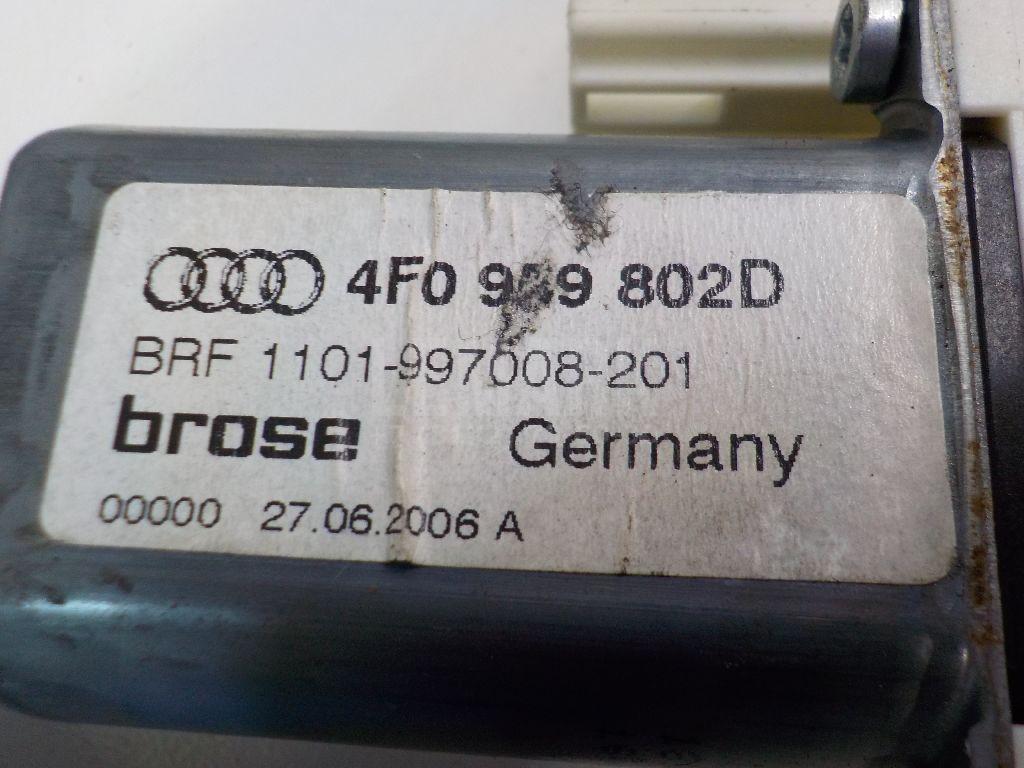 4F0 802D
BRF 1101-997008-201
brose Germany
00000 27.06.2006 A